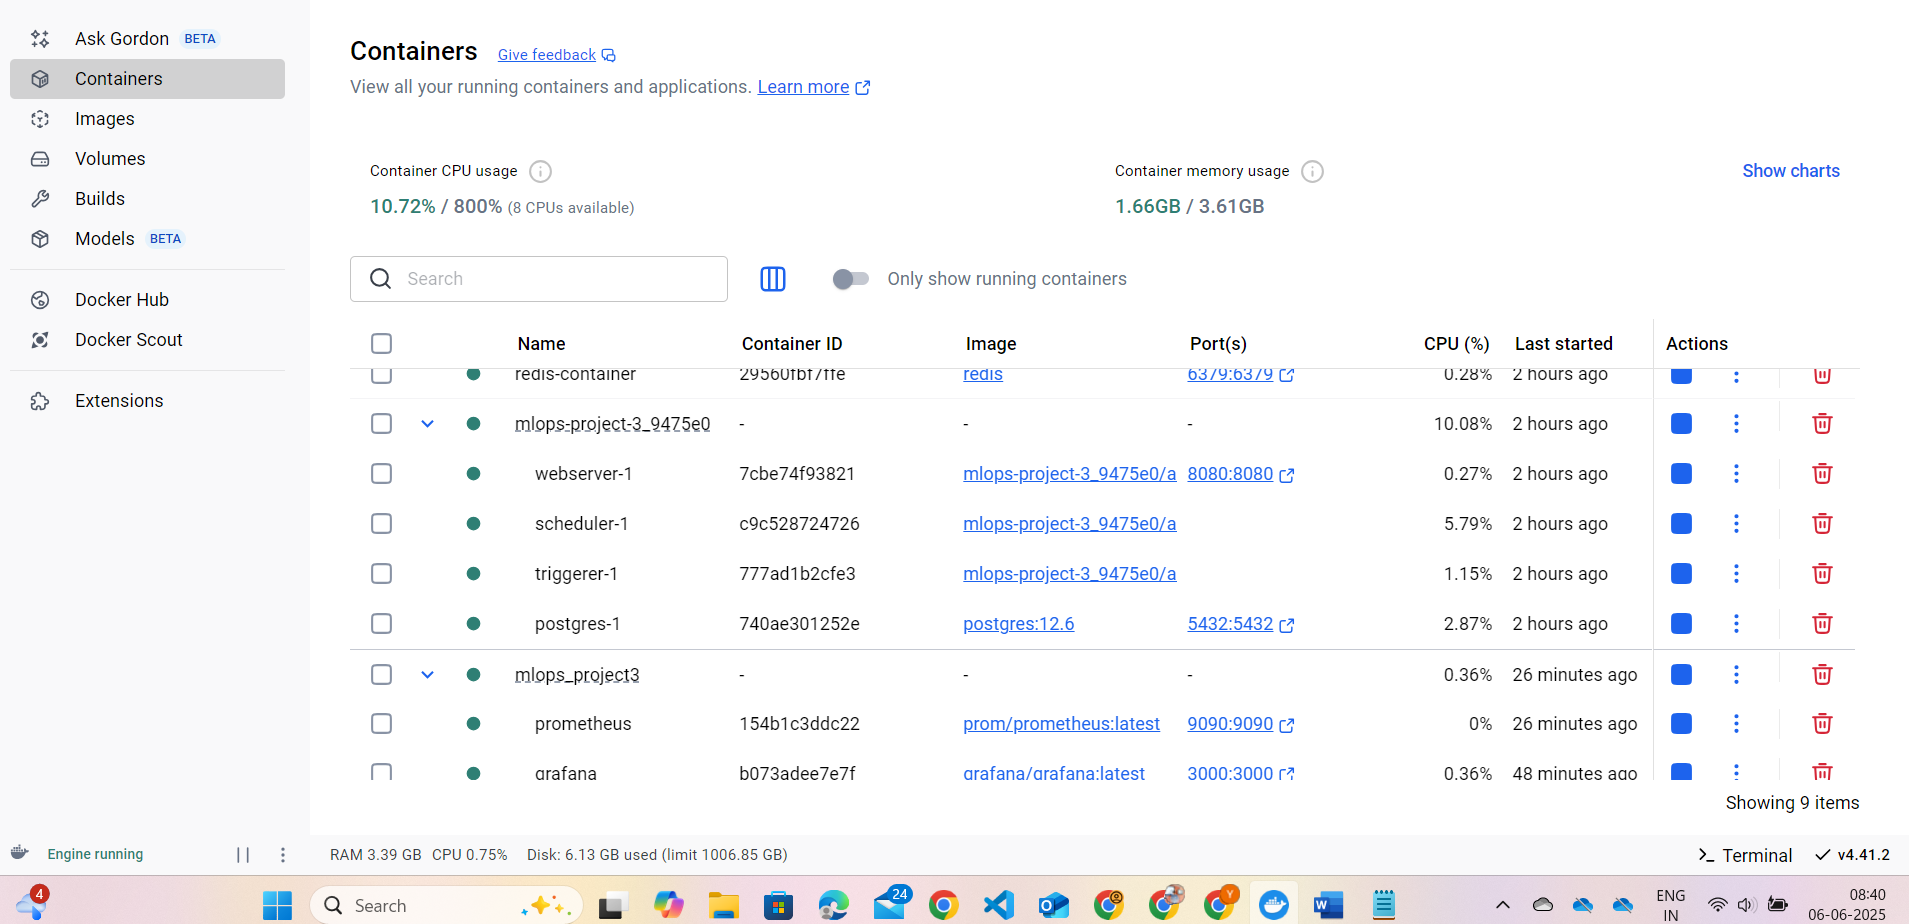 Ask Gordon BETA
Containers
Images
Volumes
Builds
Models BETA
Docker Hub
Docker Scout
Extensions
Containers Give feedback
View all your running containers and applications. Learn more
Container CPU usage
10.72% / 800% (8 CPUs available)
Container memory usage
1.66GB / 3.61GB
Show charts
Search
Only show running containers
Name Container ID Image Port(s) CPU (%) Last started Actions
redis-container 29560fbf7ffe redis 6379:6379 0.28% 2 hours ago
mlops-project-3_9475e0 - - - 10.08% 2 hours ago
webserver-1 7cbe74f93821 mlops-project-3_9475e0/a 8080:8080 0.27% 2 hours ago
scheduler-1 c9c528724726 mlops-project-3_9475e0/a 5.79% 2 hours ago
triggerer-1 777ad1b2cfe3 mlops-project-3_9475e0/a 1.15% 2 hours ago
postgres-1 740ae301252e postgres:12.6 5432:5432 2.87% 2 hours ago
mlops_project3 - - - 0.36% 26 minutes ago
prometheus 154b1c3ddc22 prom/prometheus:latest 9090:9090 0% 26 minutes ago
grafana b073adee7e7f grafana/grafana:latest 3000:3000 0.36% 48 minutes ago
Showing 9 items
Engine running
RAM 3.39 GB CPU 0.75% Disk: 6.13 GB used (limit 1006.85 GB)
Terminal
v4.41.2
4
Search
24
W
ENG
IN
08:40
06-06-2025